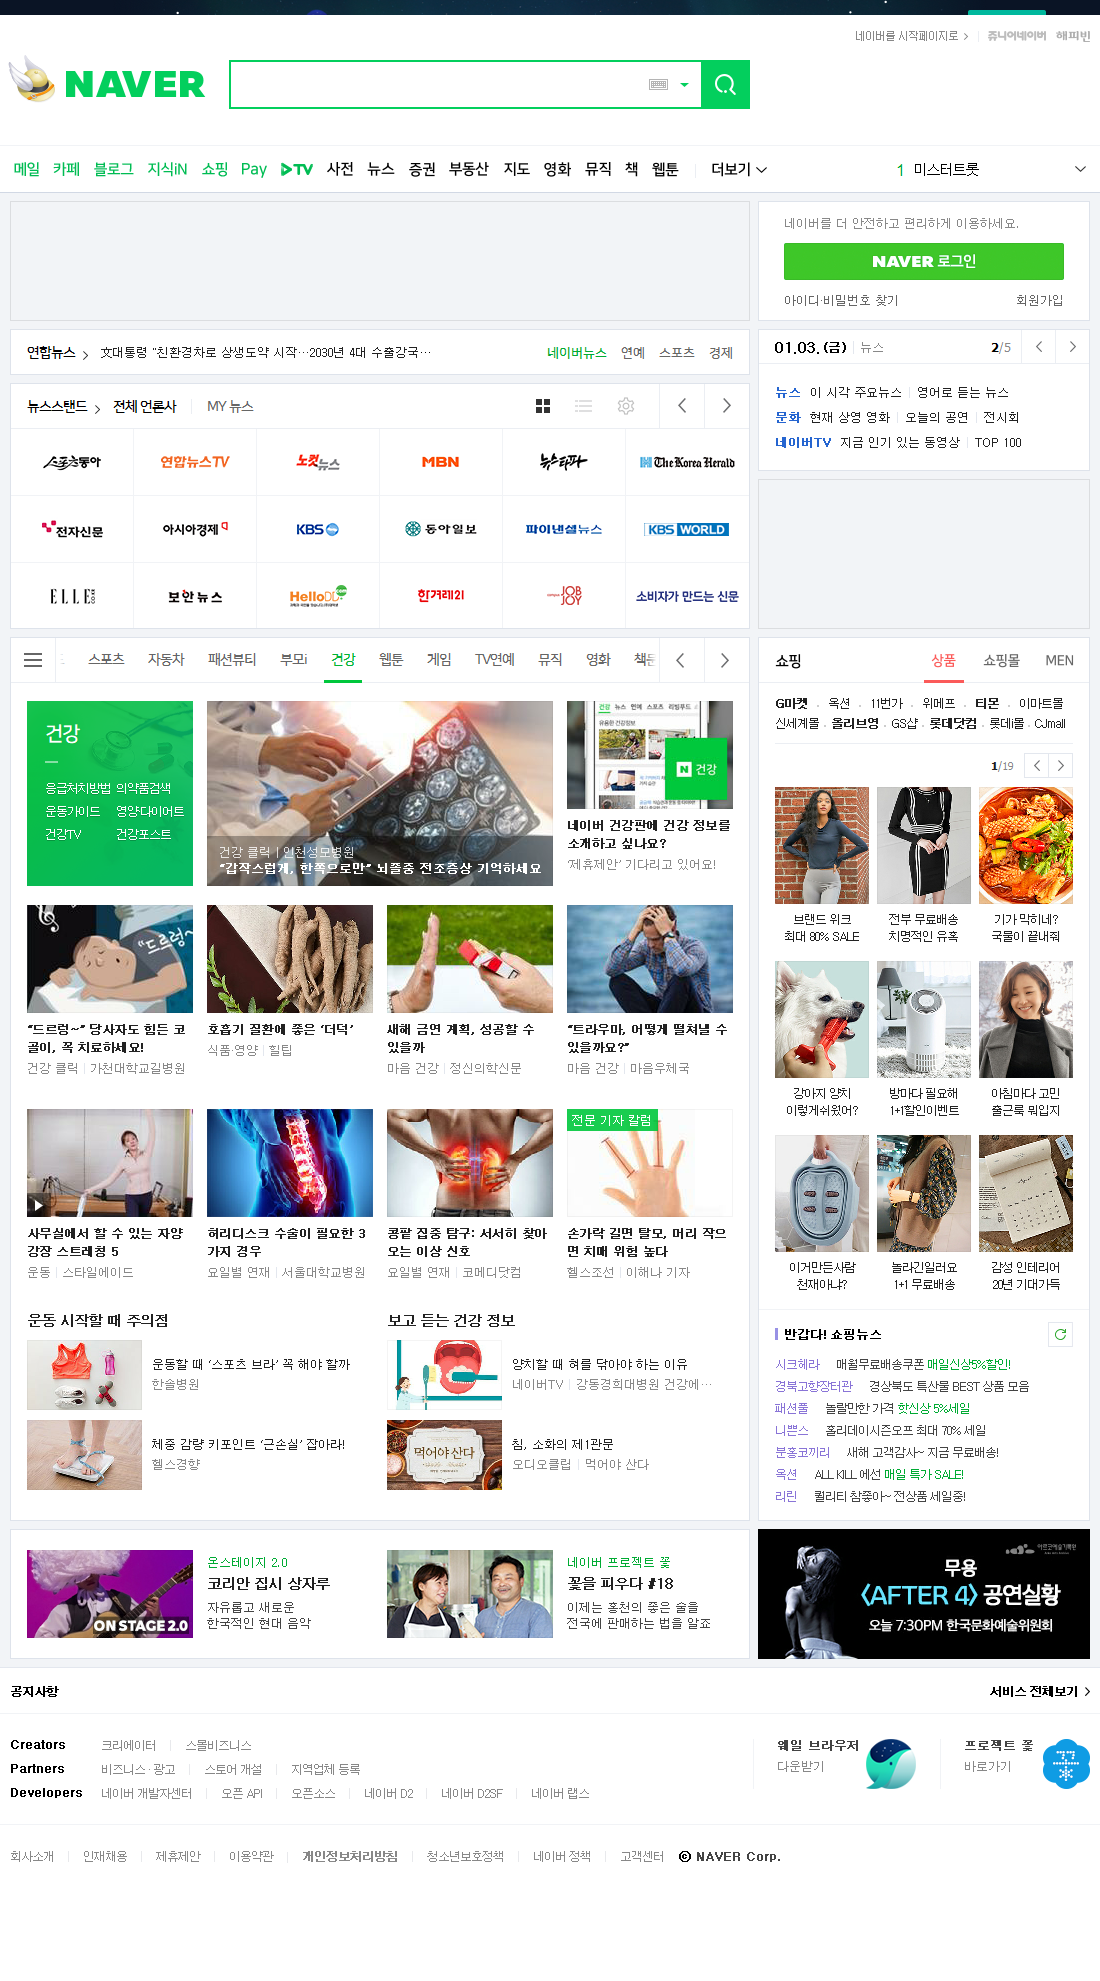 네이버를 시작페이지로
쥬니어네이버 해피빈
NAVER
메일 카페 블로그 지식iN 쇼핑 Pay TV 사전 뉴스 증권 부동산 지도 영화 뮤직 책 웹툰 더보기
1 미스터트롯
네이버를 더 안전하고 편리하게 이용하세요.
NAVER 로그인
아이디·비밀번호 찾기 회원가입
연합뉴스 文대통령 "친환경차로 상생도약 시작…2030년 4대 수출강국…
네이버뉴스 연예 스포츠 경제
01.03.(금) 뉴스 2/5
뉴스 이 시각 주요뉴스 영어로 듣는 뉴스
문화 현재 상영 영화 오늘의 공연 전시회
네이버TV 지금 인기 있는 동영상 TOP 100
뉴스스탠드 전체 언론사 MY 뉴스
스포츠동아 연합뉴스TV 노컷뉴스 MBN 뉴스타파 The Korea Herald
전자신문 아시아경제 KBS 동아일보 파이낸셜뉴스 KBS WORLD
ELLE 보안뉴스 HelloDD 한겨레21 JOB JOY 소비자가 만드는 신문
스포츠 자동차 패션뷰티 부모i 건강 웹툰 게임 TV연예 뮤직 영화
건강
응급처치방법 의약품검색
운동가이드 영양·다이어트
건강TV 건강포스트
건강 클릭 | 인천성모병원
"갑작스럽게, 한쪽으로만" 뇌졸중 전조증상 기억하세요
건강 뉴스 연예 스포츠 리빙푸드
유용한 건강정보
N 건강
네이버 건강판에 건강 정보를
소개하고 싶나요?
'제휴제안' 기다리고 있어요!
"드르렁~"
"드르렁~" 당사자도 힘든 코
골이, 꼭 치료하세요!
건강 클릭 가천대학교길병원
호흡기 질환에 좋은 '더덕'
식품·영양 힐팁
새해 금연 계획, 성공할 수
있을까
마음 건강 정신의학신문
"트라우마, 어떻게 떨쳐낼 수
있을까요?"
마음 건강 마음우체국
사무실에서 할 수 있는 자양
강장 스트레칭 5
운동 스타일에이드
허리디스크 수술이 필요한 3
가지 경우
요일별 연재 서울대학교병원
콩팥 집중 탐구: 서서히 찾아
오는 이상 신호
요일별 연재 코메디닷컴
전문 기자 칼럼
손가락 길면 탈모, 머리 작으
면 치매 위험 높다
헬스조선 이해나 기자
운동 시작할 때 주의점
운동할 때 '스포츠 브라' 꼭 해야 할까
한솔병원
체중 감량 키포인트 '근손실' 잡아라!
헬스경향
보고 듣는 건강 정보
양치할 때 혀를 닦아야 하는 이유
네이버TV 강동경희대병원 건강에…
먹어야 산다
침, 소화의 제1관문
오디오클립 먹어야 산다
쇼핑 상품 쇼핑몰 MEN
G마켓 옥션 11번가 위메프 티몬 이마트몰
신세계몰 올리브영 GS샵 롯데닷컴 롯데i몰 CJmall
1/19
브랜드 위크
최대 80% SALE
전부 무료배송
치명적인 유혹
기가 막히네?
국물이 끝내줘
강아지 양치
이렇게쉬웠어?
방마다 필요해
1+1할인이벤트
아침마다 고민
출근룩 뭐입지
이거만든사람
천재아냐?
놀라긴일러요
1+1 무료배송
감성 인테리어
20년 기대가득
반갑다! 쇼핑뉴스
시크헤라 매월무료배송쿠폰 매일신상5%할인!
경북고향장터관 경상북도 특산물 BEST 상품 모음
패션풀 놀랄만한 가격 핫신상 5%세일
니쁜스 홀리데이시즌오프 최대 70% 세일
분홍코끼리 새해 고객감사~ 지금 무료배송!
옥션 ALL KILL 에선 매일 특가 SALE!
리린 퀄리티 참좋아~ 전상품 세일중!
ON STAGE 2.0
온스테이지 2.0
코리안 집시 상자루
자유롭고 새로운
한국적인 현대 음악
네이버 프로젝트 꽃
꽃을 피우다 #18
이제는 홍천의 좋은 술을
전국에 판매하는 법을 알죠
아르코예술기록원
무용
〈AFTER 4〉 공연실황
오늘 7:30PM 한국문화예술위원회
공지사항 서비스 전체보기
Creators 크리에이터 스몰비즈니스
Partners 비즈니스 · 광고 스토어 개설 지역업체 등록
Developers 네이버 개발자센터 오픈 API 오픈소스 네이버 D2 네이버 D2SF 네이버 랩스
웨일 브라우저
다운받기
프로젝트 꽃
바로가기
회사소개 인재채용 제휴제안 이용약관 개인정보처리방침 청소년보호정책 네이버 정책 고객센터 © NAVER Corp.